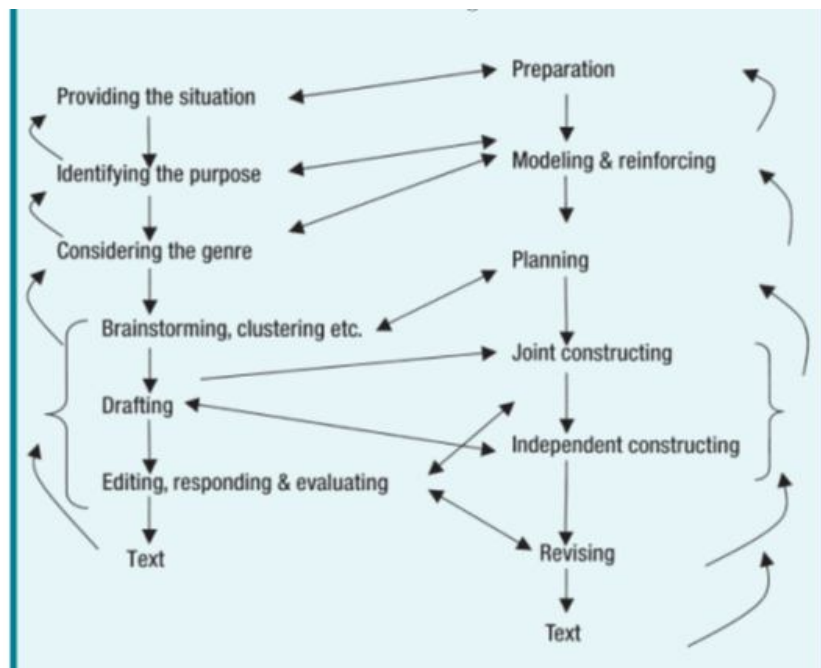 Providing the situation
Identifying the purpose
Considering the genre
Brainstorming, clustering etc.
Drafting
Editing, responding & evaluating
Text
Preparation
Modeling & reinforcing
Planning
Joint constructing
Independent constructing
Revising
Text